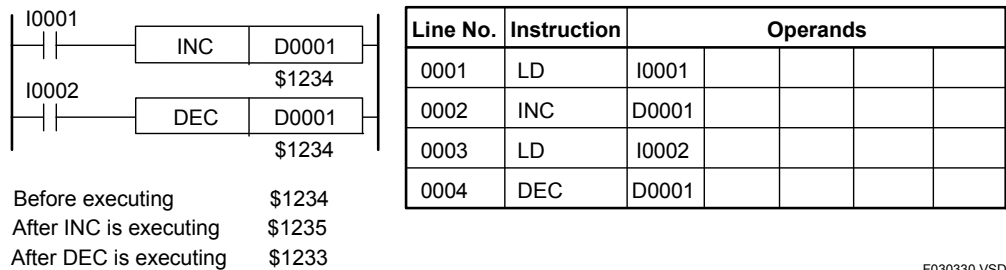 I0001
INC D0001
$1234
I0002
DEC D0001
$1234
Before executing $1234
After INC is executing $1235
After DEC is executing $1233
Line No. Instruction Operands
0001 LD I0001
0002 INC D0001
0003 LD I0002
0004 DEC D0001
F030330.VSD